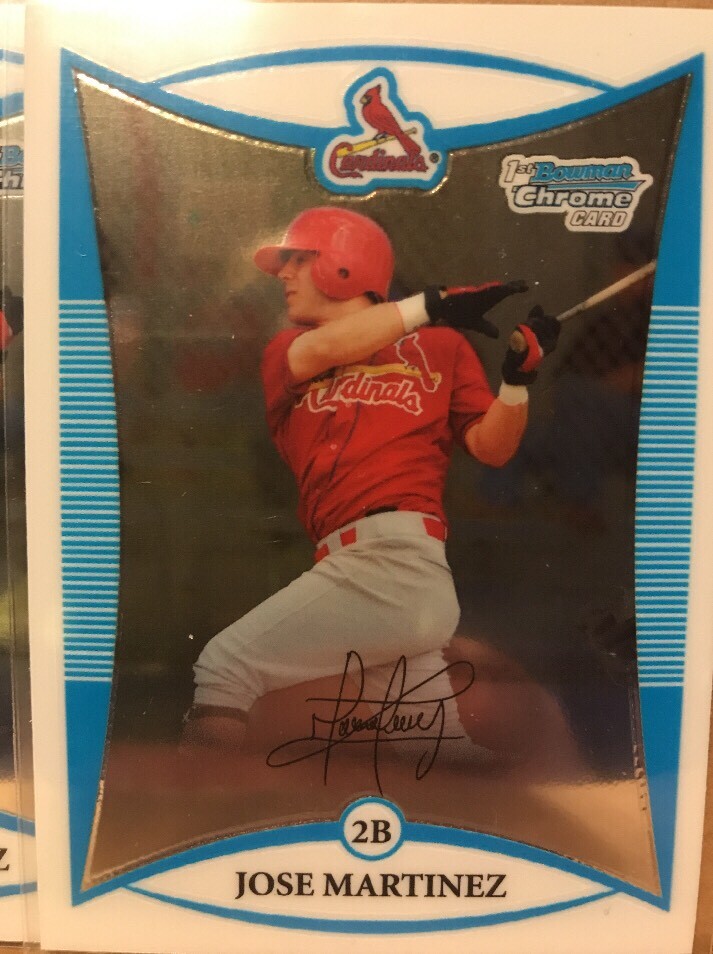 Cardinals®
1st Bowman
Chrome
CARD
Cardinals
2B
JOSE MARTINEZ
Z